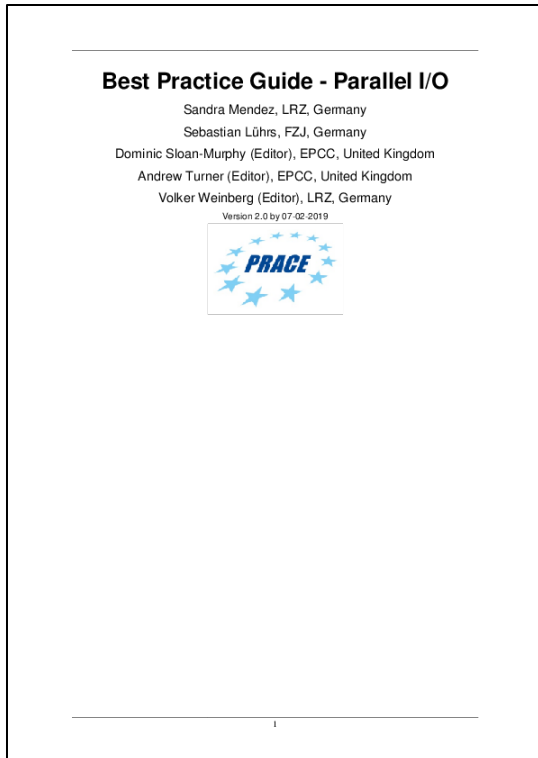 Best Practice Guide - Parallel I/O
Sandra Mendez, LRZ, Germany
Sebastian Lührs, FZJ, Germany
Dominic Sloan-Murphy (Editor), EPCC, United Kingdom
Andrew Turner (Editor), EPCC, United Kingdom
Volker Weinberg (Editor), LRZ, Germany
Version 2.0 by 07-02-2019
PRACE
1